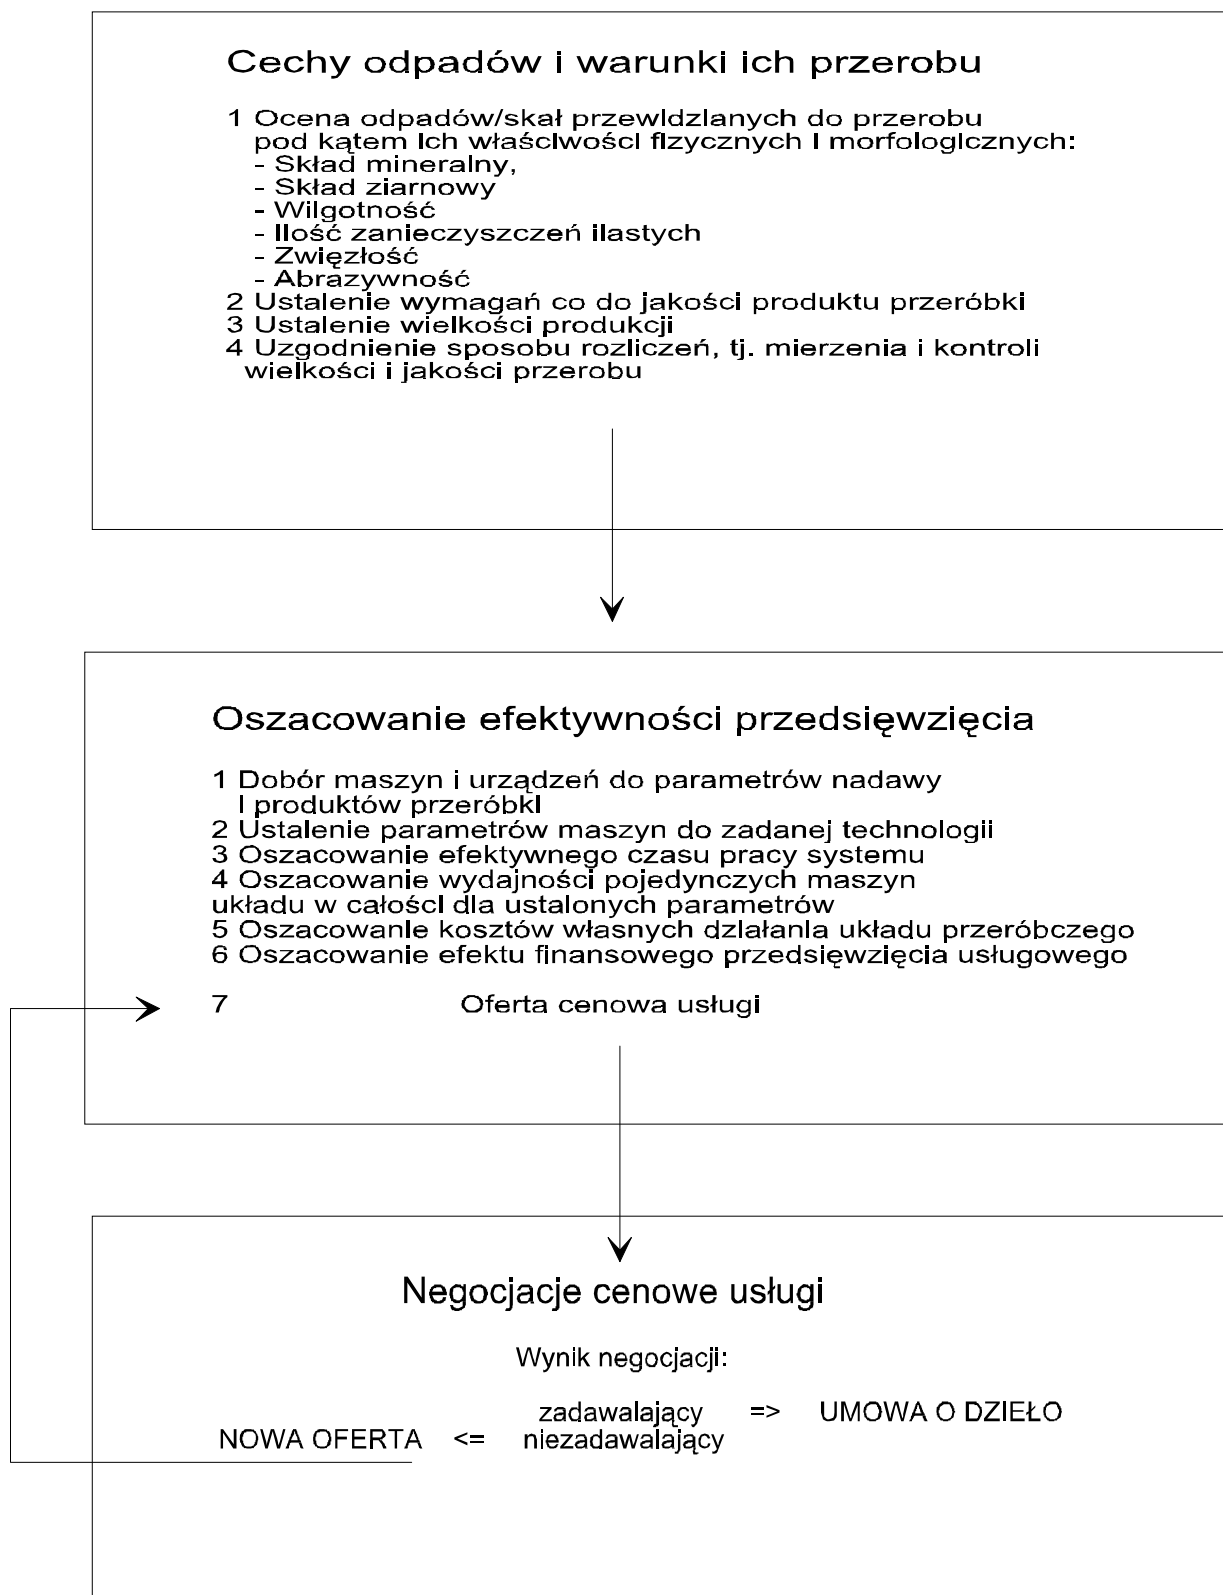 Cechy odpadów i warunki ich przerobu
1 Ocena odpadów/skał przewidzianych do przerobu
pod kątem ich właściwości fizycznych i morfologicznych:
- Skład mineralny,
- Skład ziarnowy
- Wilgotność
- Ilość zanieczyszczeń ilastych
- Zwięzłość
- Abrazywność
2 Ustalenie wymagań co do jakości produktu przeróbki
3 Ustalenie wielkości produkcji
4 Uzgodnienie sposobu rozliczeń, tj. mierzenia i kontroli
wielkości i jakości przerobu
Oszacowanie efektywności przedsięwzięcia
1 Dobór maszyn i urządzeń do parametrów nadawy
i produktów przeróbki
2 Ustalenie parametrów maszyn do zadanej technologii
3 Oszacowanie efektywnego czasu pracy systemu
4 Oszacowanie wydajności pojedynczych maszyn
układu w całości dla ustalonych parametrów
5 Oszacowanie kosztów własnych działania układu przeróbczego
6 Oszacowanie efektu finansowego przedsięwzięcia usługowego
7 Oferta cenowa usługi
Negocjacje cenowe usługi
Wynik negocjacji:
zadawalający => UMOWA O DZIEŁO
NOWA OFERTA <= niezadawalający